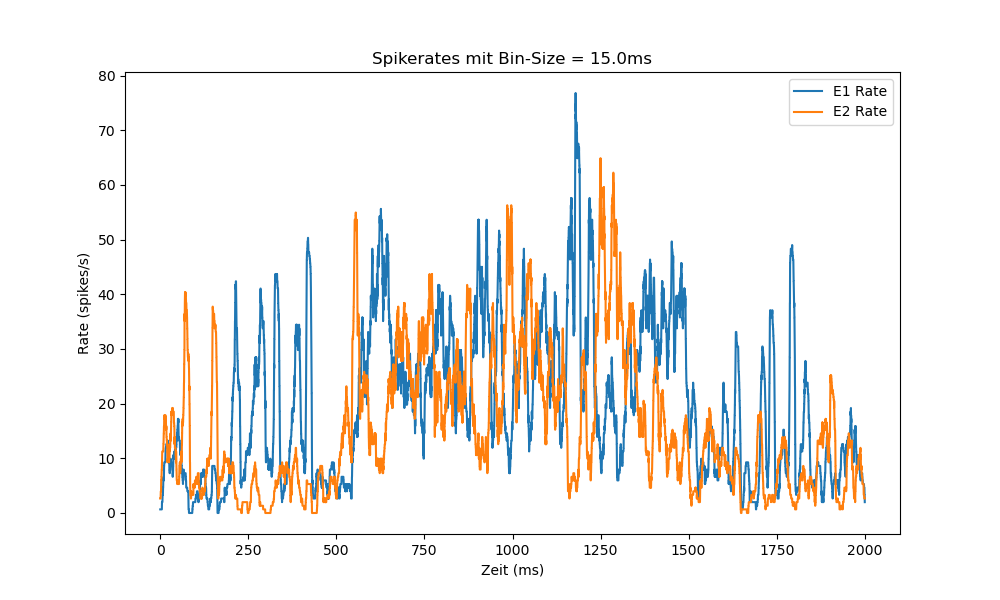 Spikerates mit Bin-Size = 15.0ms
E1 Rate
E2 Rate
80
70
60
50
40
30
20
10
0
Rate (spikes/s)
0 250 500 750 1000 1250 1500 1750 2000
Zeit (ms)